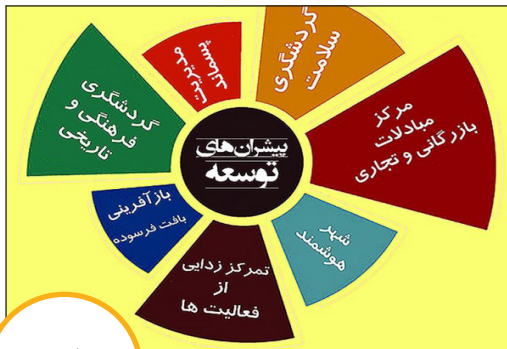 پیشران‌های
توسعه
گردشگری
سلامت
مرکز
مبادلات
بازرگانی و تجاری
شهر
هوشمند
تمرکز زدایی
از
فعالیت ها
بازآفرینی
بافت فرسوده
گردشگری
فرهنگی و
تاریخی
مدیریت
پسماند